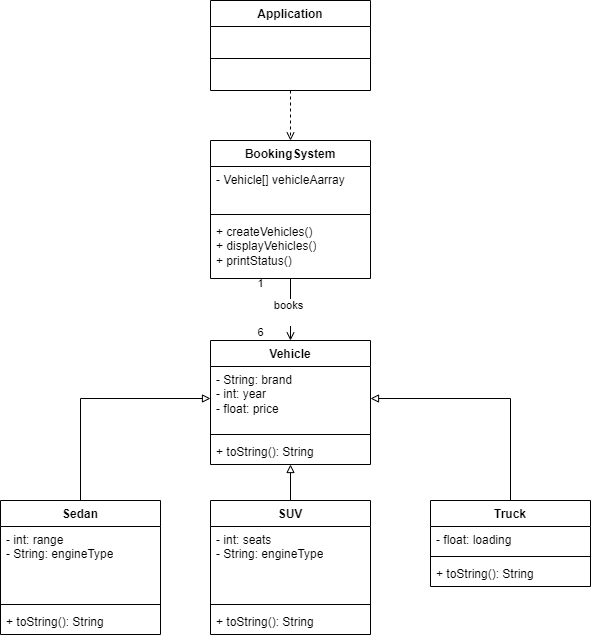 Application
BookingSystem
- Vehicle[] vehicleAarray
+ createVehicles()
+ displayVehicles()
+ printStatus()
1
books
6
Vehicle
- String: brand
- int: year
- float: price
+ toString(): String
Sedan
- int: range
- String: engineType
+ toString(): String
SUV
- int: seats
- String: engineType
+ toString(): String
Truck
- float: loading
+ toString(): String